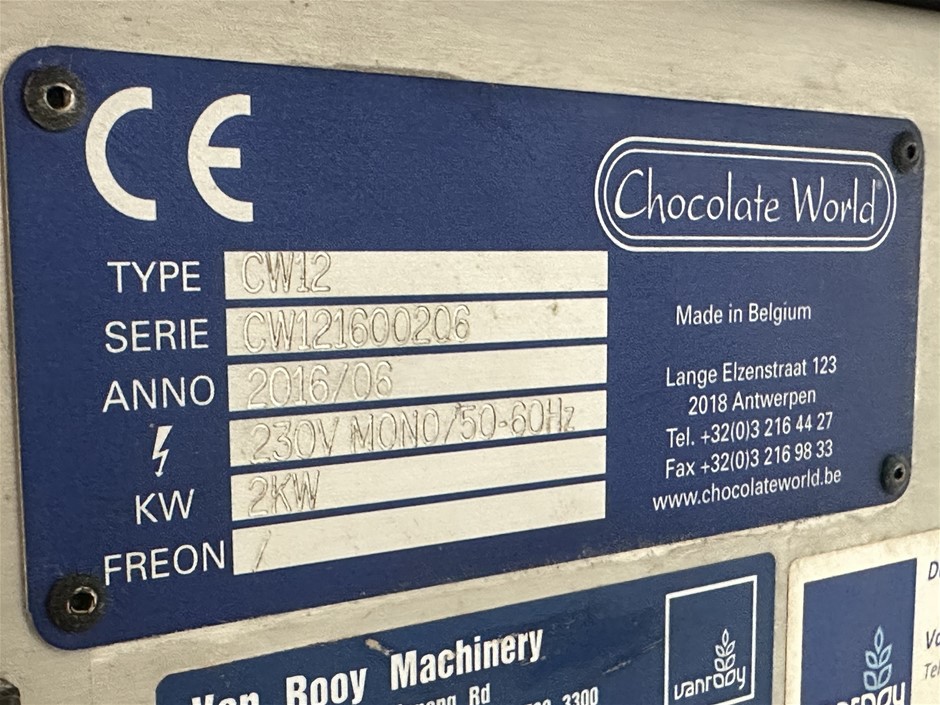 CE
Chocolate World®
TYPE CW12
SERIE CW121600206
ANNO 2016/06
230V MONO/50-60Hz
KW 2KW
FREON /
Made in Belgium
Lange Elzenstraat 123
2018 Antwerpen
Tel. +32(0)3 216 44 27
Fax +32(0)3 216 98 33
www.chocolateworld.be
Van Rooy Machinery
Rd
3300
vanrooy